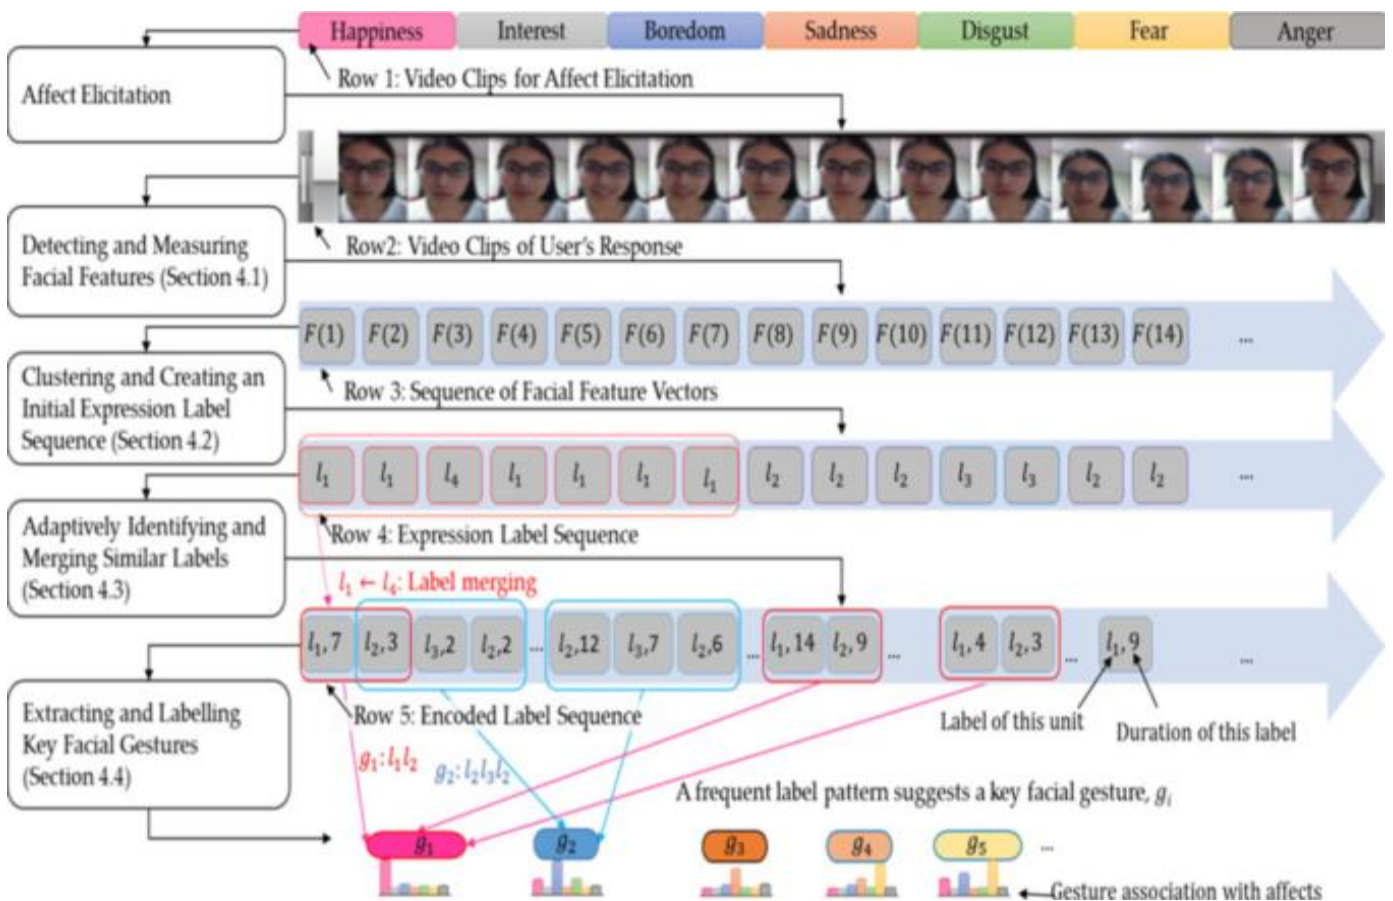 Happiness Interest Boredom Sadness Disgust Fear Anger
Affect Elicitation
Row 1: Video Clips for Affect Elicitation
Detecting and Measuring
Facial Features (Section 4.1)
Row2: Video Clips of User's Response
F(1) F(2) F(3) F(4) F(5) F(6) F(7) F(8) F(9) F(10) F(11) F(12) F(13) F(14) ...
Clustering and Creating an
Initial Expression Label
Sequence (Section 4.2)
Row 3: Sequence of Facial Feature Vectors
l₁ l₁ l₄ l₁ l₁ l₁ l₁ l₂ l₂ l₂ l₃ l₃ l₂ l₂ ...
Adaptively Identifying and
Merging Similar Labels
(Section 4.3)
Row 4: Expression Label Sequence
l₁ ← l₄: Label merging
l₁, 7 l₂, 3 l₃, 2 l₂, 2 ... l₂, 12 l₃, 7 l₂, 6 ... l₁, 14 l₂, 9 ... l₁, 4 l₂, 3 ... l₁, 9 ...
Extracting and Labelling
Key Facial Gestures
(Section 4.4)
Row 5: Encoded Label Sequence
Label of this unit
Duration of this label
g₁: l₁l₂
g₂: l₂l₃l₂
A frequent label pattern suggests a key facial gesture, gᵢ
g₁ g₂ g₃ g₄ g₅ ...
Gesture association with affects